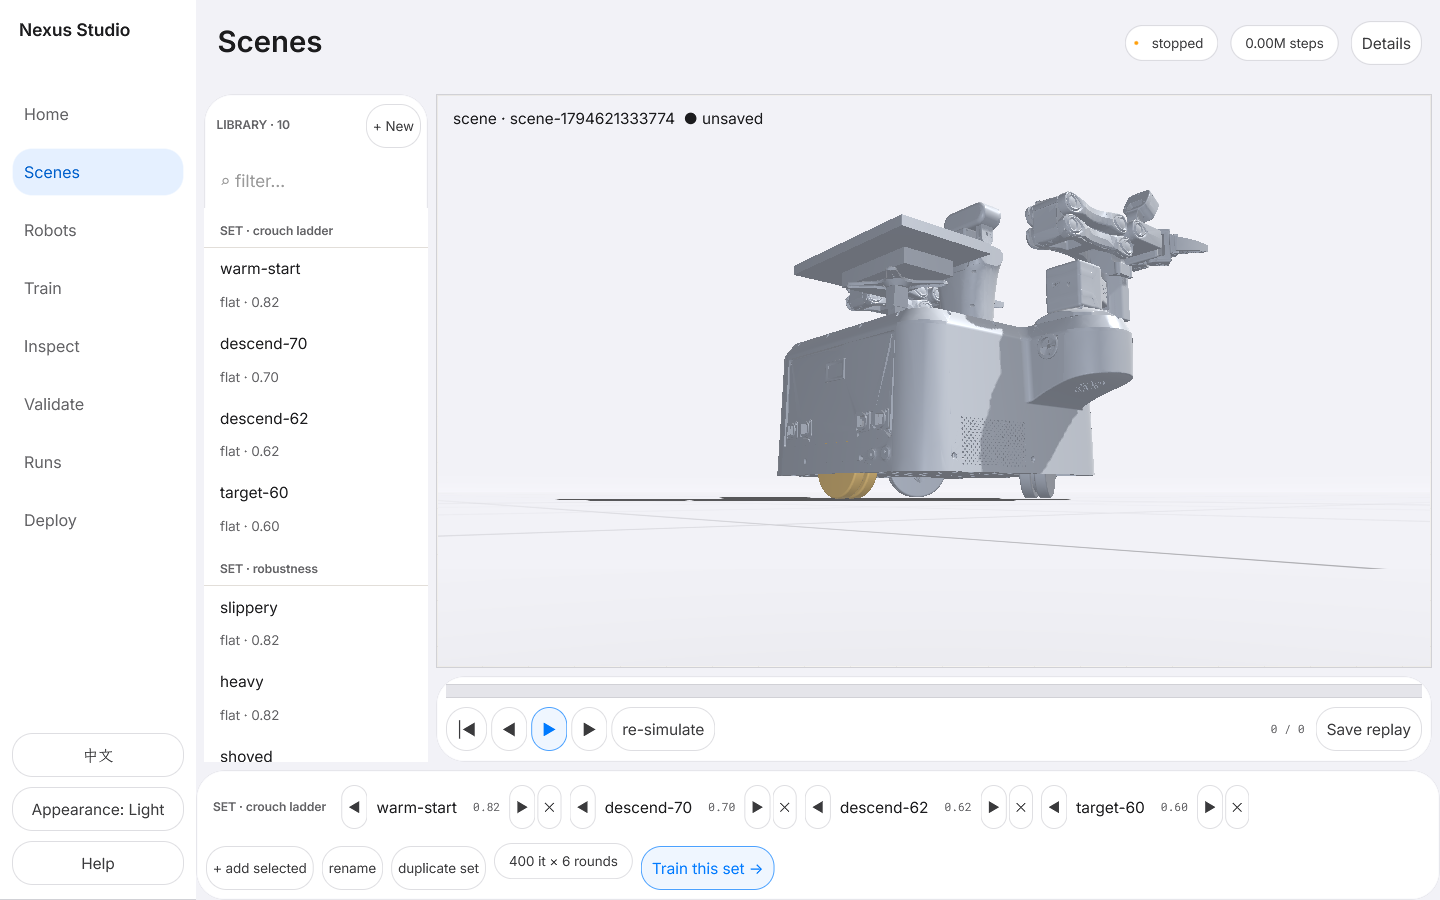 Nexus Studio
Home
Scenes
Robots
Train
Inspect
Validate
Runs
Deploy
中文
Appearance: Light
Help
Scenes
stopped
0.00M steps
Details
LIBRARY · 10
+ New
filter...
SET · crouch ladder
warm-start
flat · 0.82
descend-70
flat · 0.70
descend-62
flat · 0.62
target-60
flat · 0.60
SET · robustness
slippery
flat · 0.82
heavy
flat · 0.82
shoved
scene · scene-1794621333774 ● unsaved
re-simulate
0 / 0
Save replay
SET · crouch ladder
warm-start 0.82
descend-70 0.70
descend-62 0.62
target-60 0.60
+ add selected
rename
duplicate set
400 it × 6 rounds
Train this set →